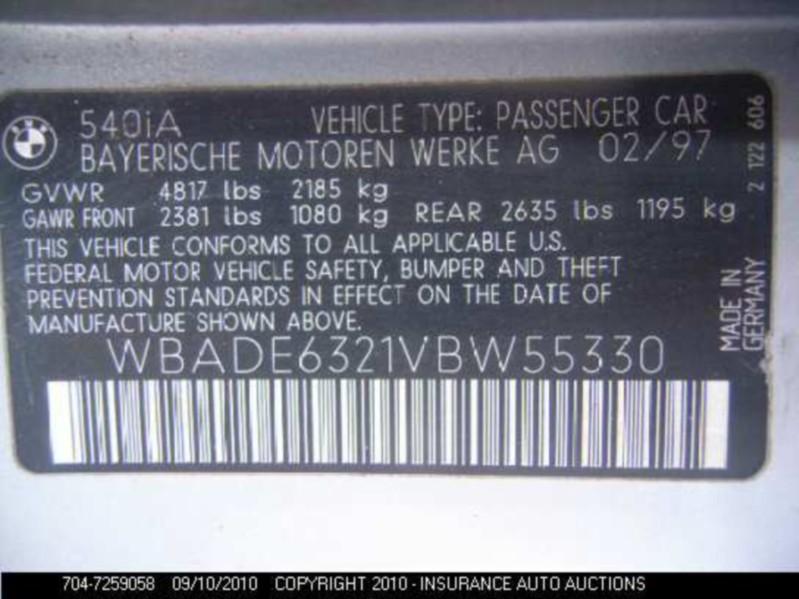 540iA VEHICLE TYPE: PASSENGER CAR
BAYERISCHE MOTOREN WERKE AG 02/97
GVWR 4817 lbs 2185 kg
GAWR FRONT 2381 lbs 1080 kg REAR 2635 lbs 1195 kg
THIS VEHICLE CONFORMS TO ALL APPLICABLE U.S.
FEDERAL MOTOR VEHICLE SAFETY, BUMPER AND THEFT
PREVENTION STANDARDS IN EFFECT ON THE DATE OF
MANUFACTURE SHOWN ABOVE.
WBADE6321VBW55330
2 122 606
MADE IN
GERMANY
704-7259058 09/10/2010 COPYRIGHT 2010 - INSURANCE AUTO AUCTIONS